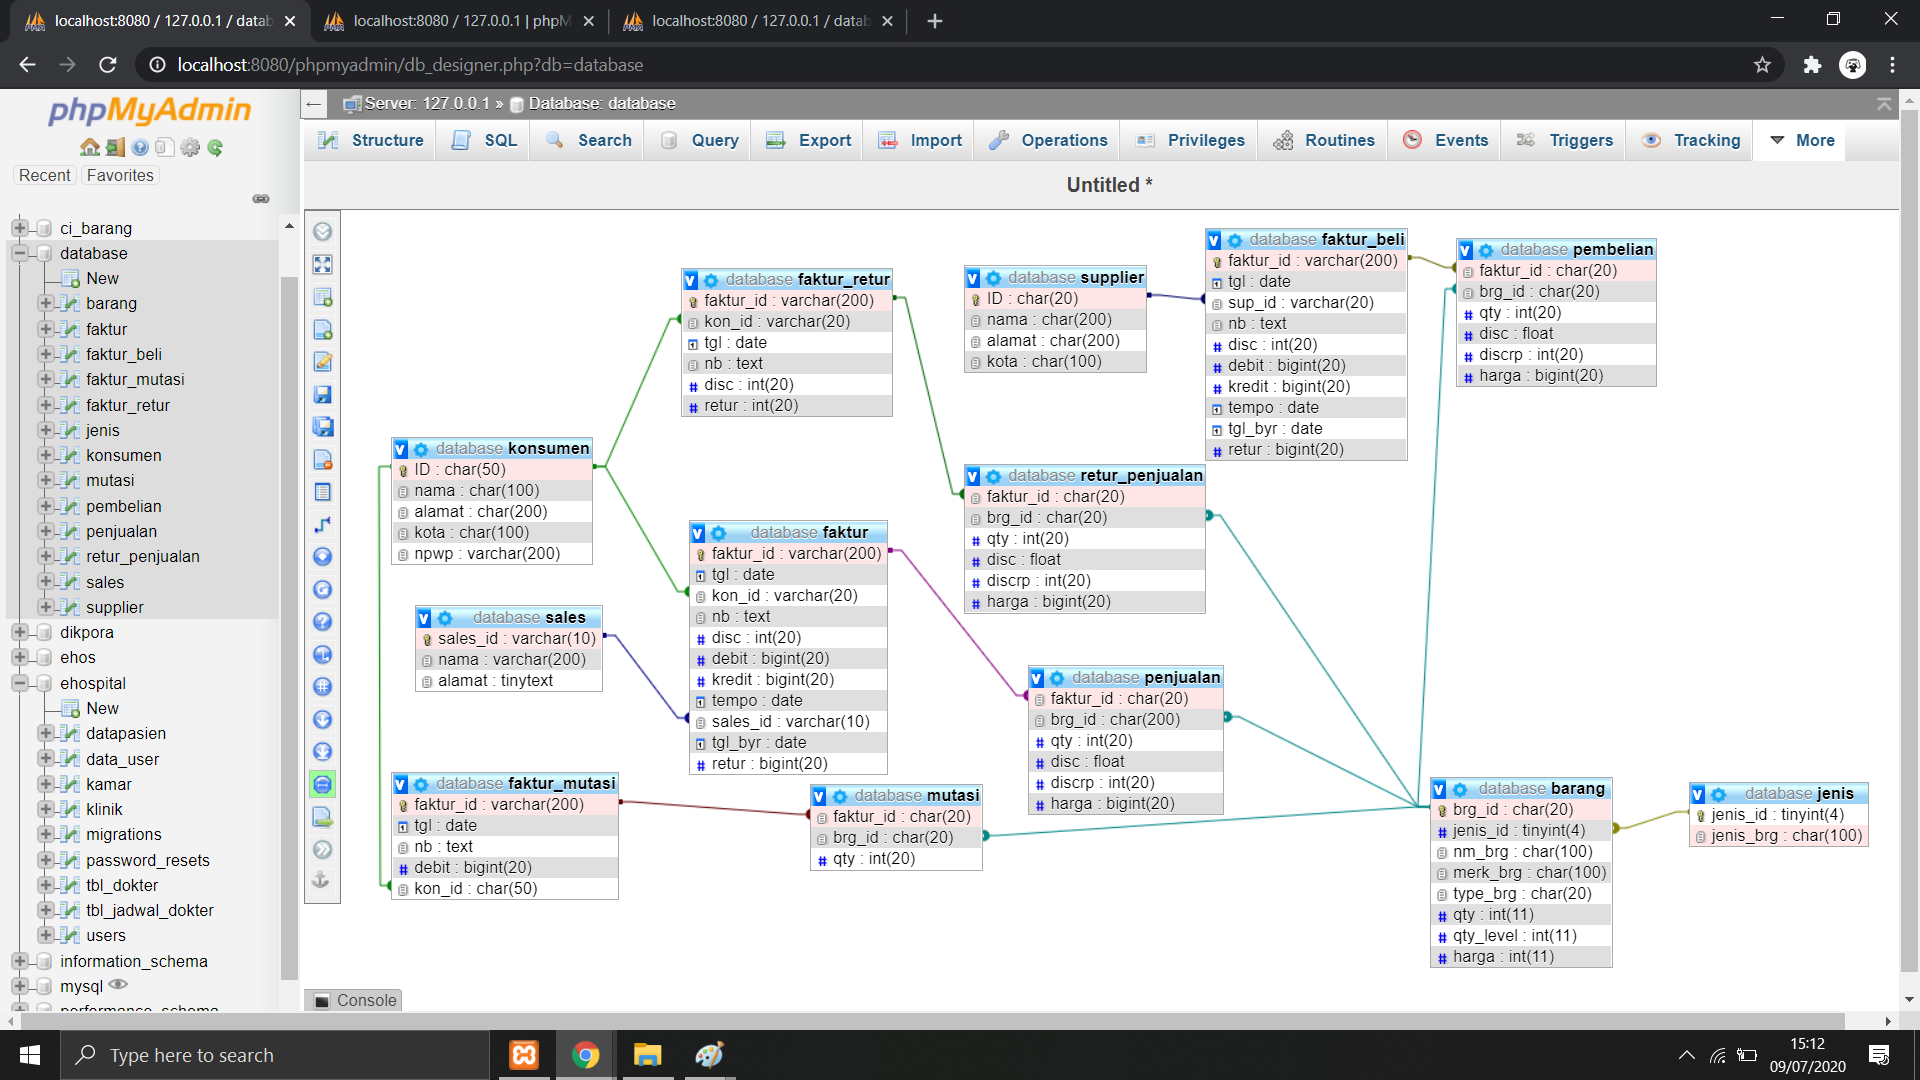 localhost:8080 / 127.0.0.1 / datab
localhost:8080 / 127.0.0.1 | phpM
localhost:8080 / 127.0.0.1 / datab
localhost:8080/phpmyadmin/db_designer.php?db=database
phpMyAdmin
Recent Favorites
ci_barang
database
New
barang
faktur
faktur_beli
faktur_mutasi
faktur_retur
jenis
konsumen
mutasi
pembelian
penjualan
retur_penjualan
sales
supplier
dikpora
ehos
ehospital
New
datapasien
data_user
kamar
klinik
migrations
password_resets
tbl_dokter
tbl_jadwal_dokter
users
information_schema
mysql
performance_schema
Server: 127.0.0.1 » Database: database
Structure SQL Search Query Export Import Operations Privileges Routines Events Triggers Tracking More
Untitled *
database faktur_retur
faktur_id : varchar(200)
kon_id : varchar(20)
tgl : date
nb : text
disc : int(20)
retur : int(20)
database supplier
ID : char(20)
nama : char(200)
alamat : char(200)
kota : char(100)
database faktur_beli
faktur_id : varchar(200)
tgl : date
sup_id : varchar(20)
nb : text
disc : int(20)
debit : bigint(20)
kredit : bigint(20)
tempo : date
tgl_byr : date
retur : bigint(20)
database pembelian
faktur_id : char(20)
brg_id : char(20)
qty : int(20)
disc : float
discrp : int(20)
harga : bigint(20)
database konsumen
ID : char(50)
nama : char(100)
alamat : char(200)
kota : char(100)
npwp : varchar(200)
database retur_penjualan
faktur_id : char(20)
brg_id : char(20)
qty : int(20)
disc : float
discrp : int(20)
harga : bigint(20)
database faktur
faktur_id : varchar(200)
tgl : date
kon_id : varchar(20)
nb : text
disc : int(20)
debit : bigint(20)
kredit : bigint(20)
tempo : date
sales_id : varchar(10)
tgl_byr : date
retur : bigint(20)
database sales
sales_id : varchar(10)
nama : varchar(200)
alamat : tinytext
database penjualan
faktur_id : char(20)
brg_id : char(200)
qty : int(20)
disc : float
discrp : int(20)
harga : bigint(20)
database faktur_mutasi
faktur_id : varchar(200)
tgl : date
nb : text
debit : bigint(20)
kon_id : char(50)
database mutasi
faktur_id : char(20)
brg_id : char(20)
qty : int(20)
database barang
brg_id : char(20)
jenis_id : tinyint(4)
nm_brg : char(100)
merk_brg : char(100)
type_brg : char(20)
qty : int(11)
qty_level : int(11)
harga : int(11)
database jenis
jenis_id : tinyint(4)
jenis_brg : char(100)
Console
Type here to search
15:12
09/07/2020